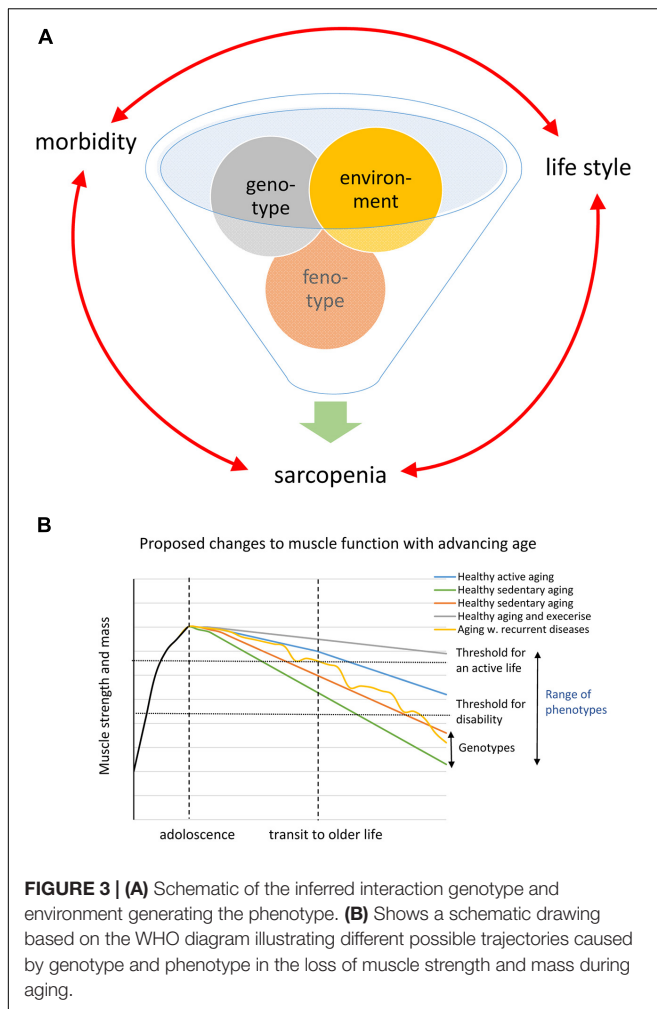 A
morbidity
life style
geno-
type
environ-
ment
feno-
type
sarcopenia
B
Proposed changes to muscle function with advancing age
Healthy active aging
Healthy sedentary aging
Healthy sedentary aging
Healthy aging and execerise
Aging w. recurrent diseases
Threshold for
an active life
Threshold for
disability
Range of
phenotypes
Genotypes
Muscle strength and mass
adoloscence
transit to older life
FIGURE 3 | (A) Schematic of the inferred interaction genotype and
environment generating the phenotype. (B) Shows a schematic drawing
based on the WHO diagram illustrating different possible trajectories caused
by genotype and phenotype in the loss of muscle strength and mass during
aging.